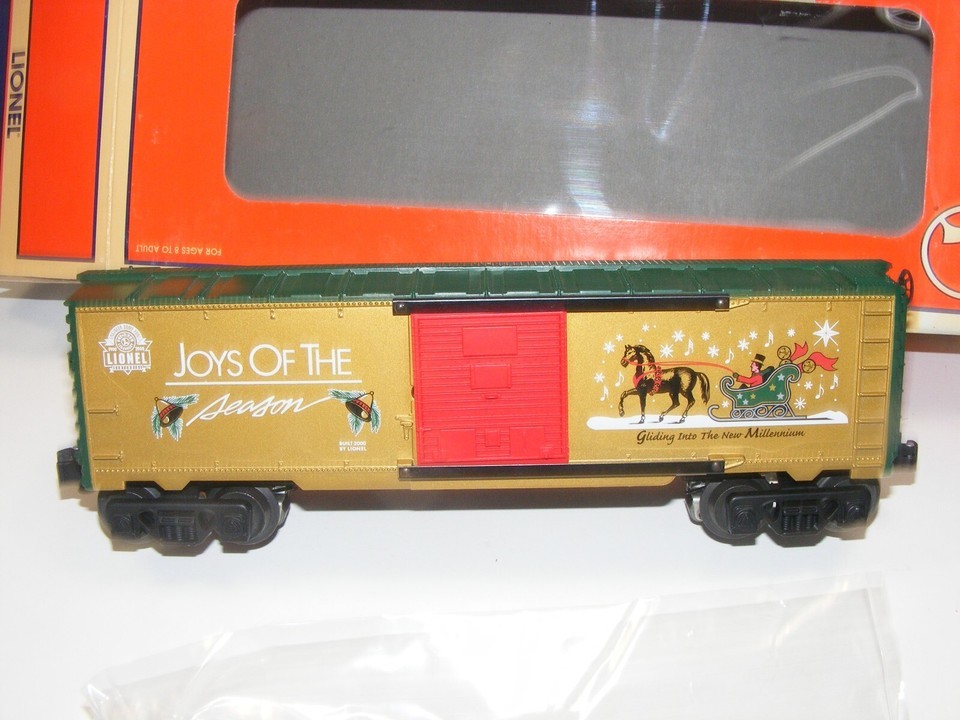 LIONEL
FOR AGES 8 TO ADULT
LIONEL
JOYS OF THE
season
BUILT 2000
BY LIONEL
Gliding Into The New Millennium